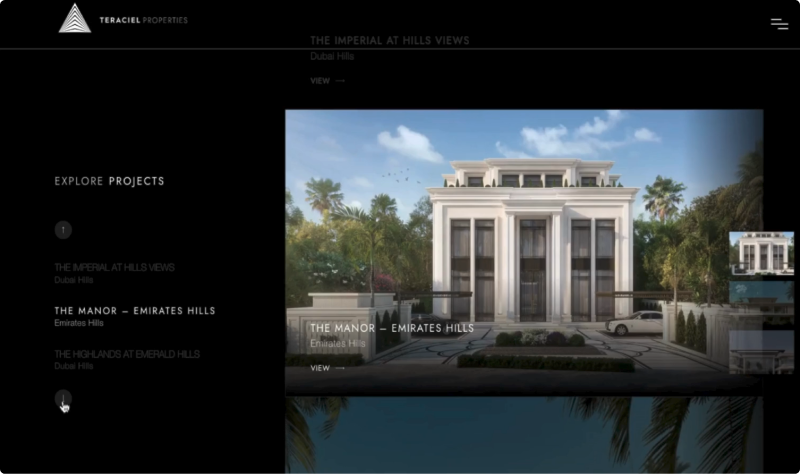 TERACIEL PROPERTIES
THE IMPERIAL AT HILLS VIEWS
Dubai Hills
VIEW →
EXPLORE PROJECTS
↑
THE IMPERIAL AT HILLS VIEWS
Dubai Hills
THE MANOR – EMIRATES HILLS
Emirates Hills
THE HIGHLANDS AT EMERALD HILLS
Dubai Hills
↓
THE MANOR – EMIRATES HILLS
Emirates Hills
VIEW →